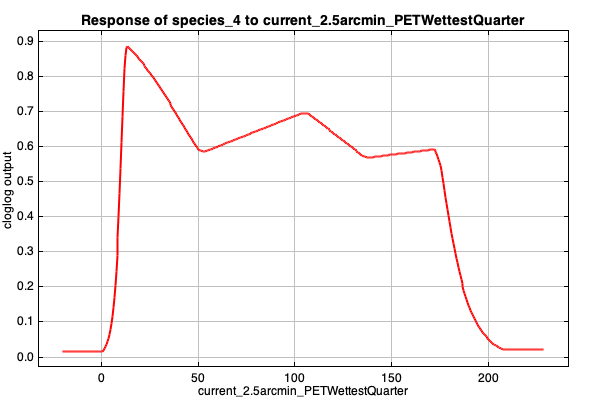 Response of species_4 to current_2.5arcmin_PETWettestQuarter
cloglog output
0.9
0.8
0.7
0.6
0.5
0.4
0.3
0.2
0.1
0.0
0 50 100 150 200
current_2.5arcmin_PETWettestQuarter